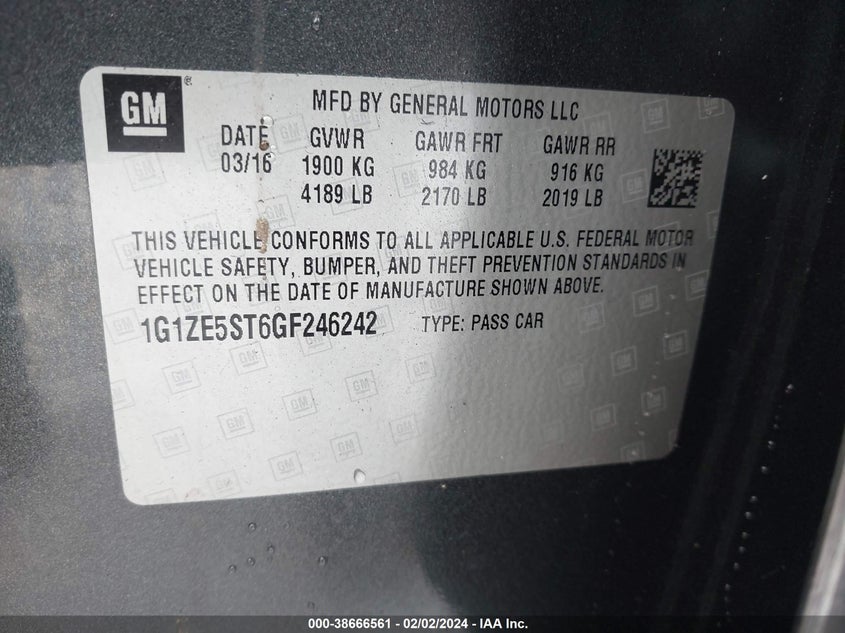 GM ®
MFD BY GENERAL MOTORS LLC
DATE GVWR GAWR FRT GAWR RR
03/16 1900 KG 984 KG 916 KG
4189 LB 2170 LB 2019 LB
THIS VEHICLE CONFORMS TO ALL APPLICABLE U.S. FEDERAL MOTOR
VEHICLE SAFETY, BUMPER, AND THEFT PREVENTION STANDARDS IN
EFFECT ON THE DATE OF MANUFACTURE SHOWN ABOVE.
1G1ZE5ST6GF246242 TYPE: PASS CAR
000-38666561 - 02/02/2024 - IAA Inc.